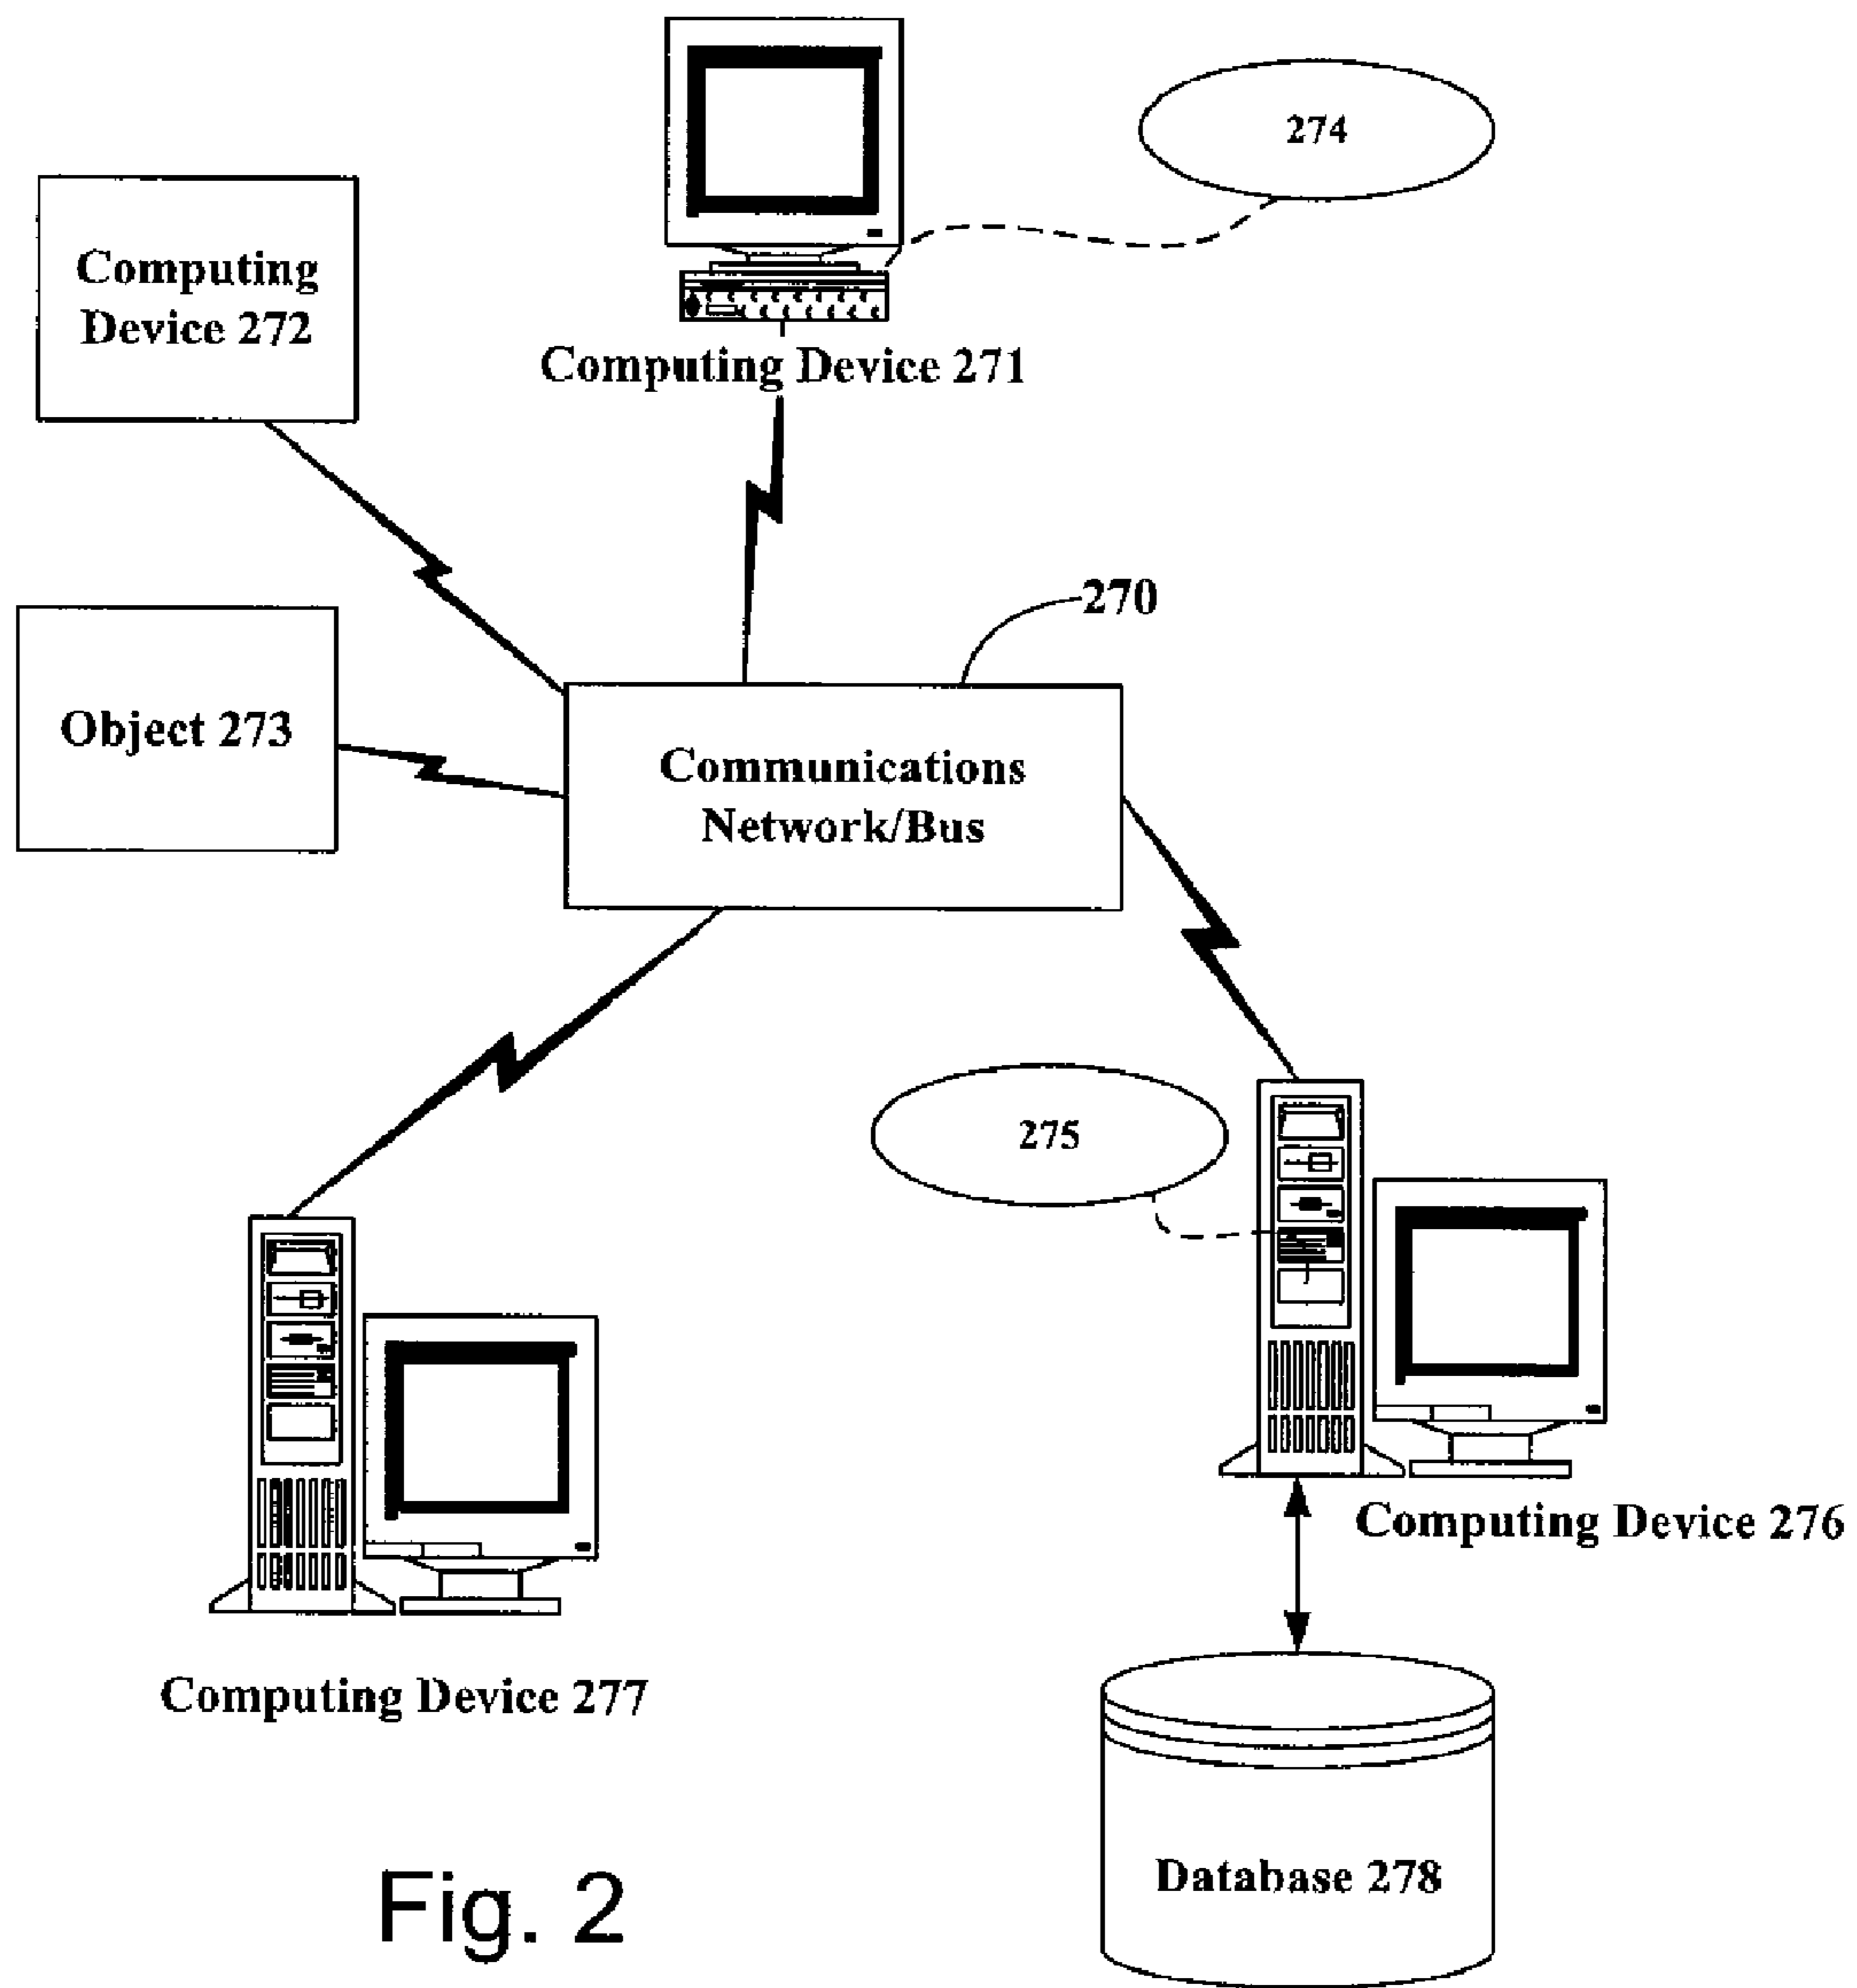 274
Computing
Device 272
Computing Device 271
270
Object 273
Communications
Network/Bus
275
Computing Device 276
Computing Device 277
Database 278
Fig. 2